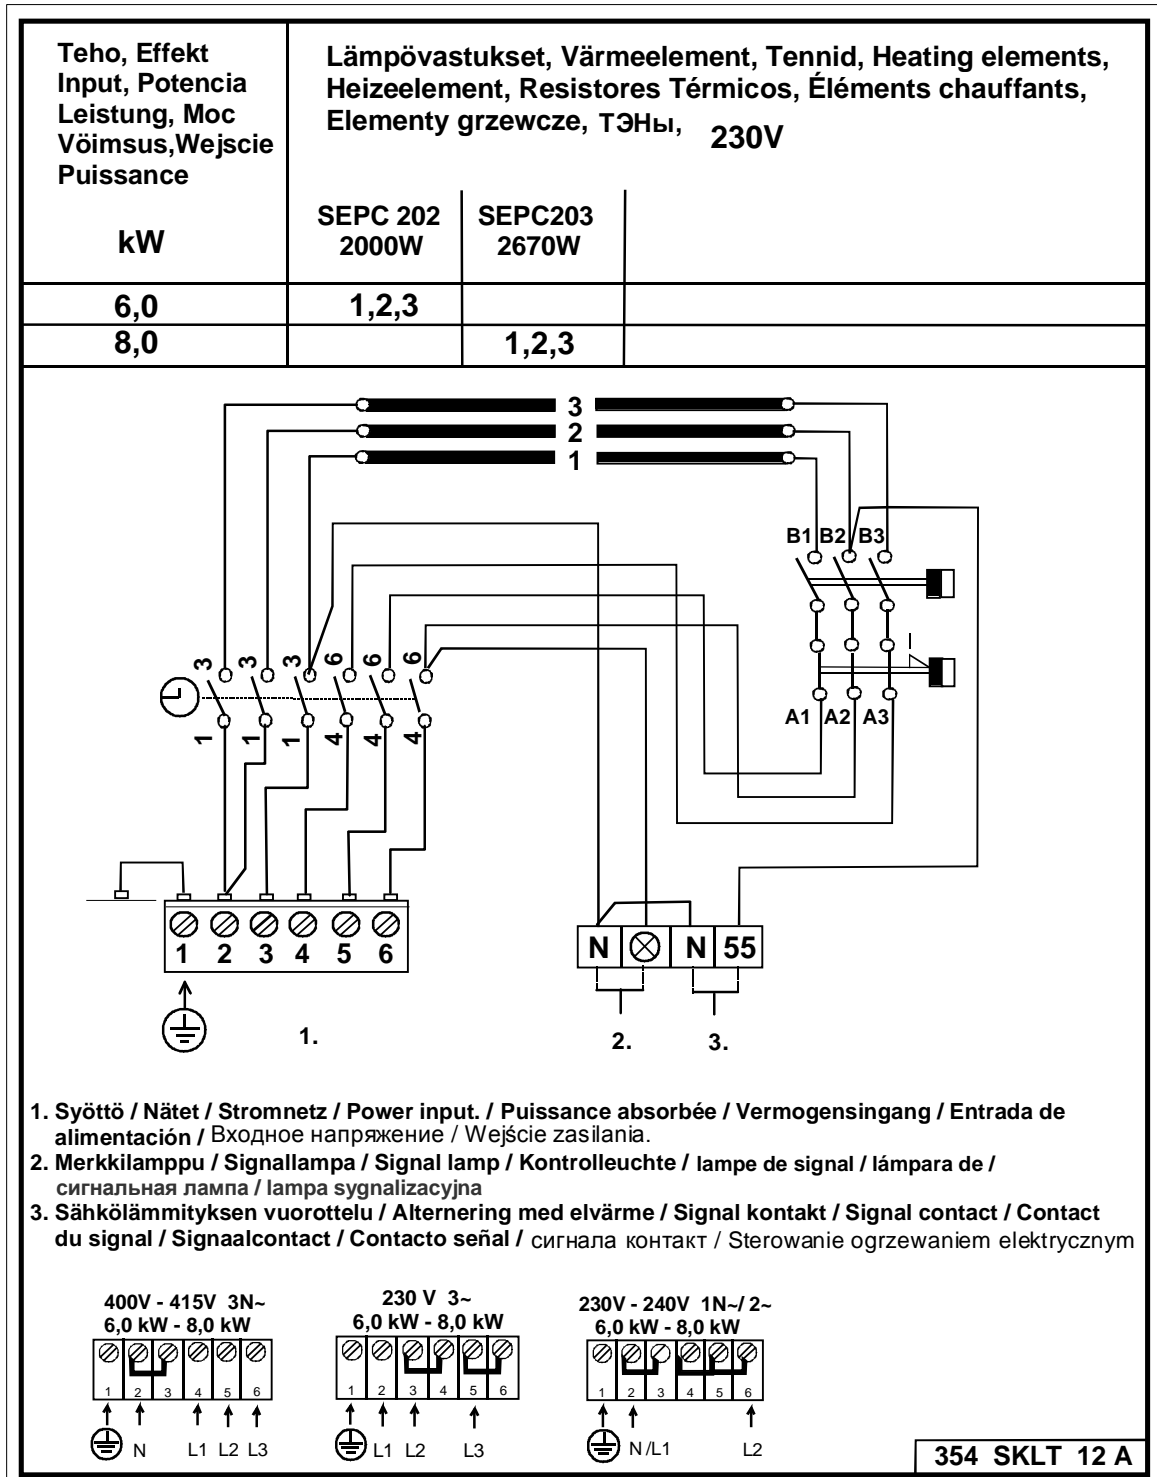 Teho, Effekt
Input, Potencia
Leistung, Moc
Vöimsus,Wejscie
Puissance
kW
Lämpövastukset, Värmeelement, Tennid, Heating elements,
Heizeelement, Resistores Térmicos, Éléments chauffants,
Elementy grzewcze, ТЭНы, 230V
SEPC 202
2000W
SEPC203
2670W
6,0 1,2,3
8,0 1,2,3
3
2
1
B1 B2 B3
3 3 3 6 6 6
1 1 1 4 4 4
A1 A2 A3
1 2 3 4 5 6
N N 55
1. 2. 3.
1. Syöttö / Nätet / Stromnetz / Power input. / Puissance absorbée / Vermogensingang / Entrada de
alimentación / Входное напряжение / Wejście zasilania.
2. Merkkilamppu / Signallampa / Signal lamp / Kontrolleuchte / lampe de signal / lámpara de /
сигнальная лампа / lampa sygnalizacyjna
3. Sähkölämmityksen vuorottelu / Alternering med elvärme / Signal kontakt / Signal contact / Contact
du signal / Signaalcontact / Contacto señal / сигнала контакт / Sterowanie ogrzewaniem elektrycznym
400V - 415V 3N~
6,0 kW - 8,0 kW
1 2 3 4 5 6
N L1 L2 L3
230 V 3~
6,0 kW - 8,0 kW
1 2 3 4 5 6
L1 L2 L3
230V - 240V 1N~/ 2~
6,0 kW - 8,0 kW
1 2 3 4 5 6
N /L1 L2
354 SKLT 12 A